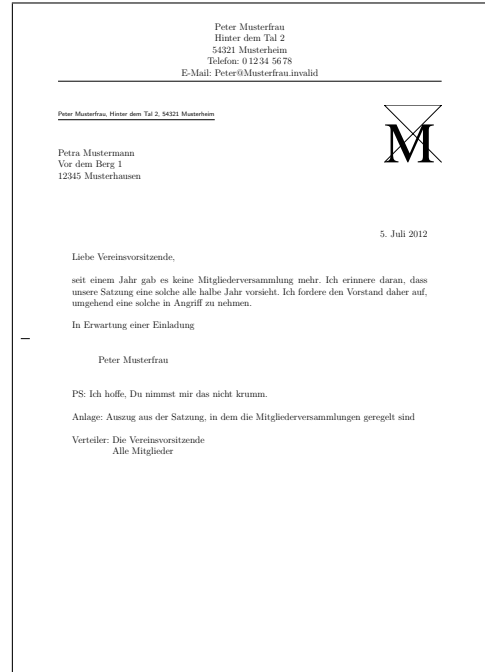 Peter Musterfrau
Hinter dem Tal 2
54321 Musterheim
Telefon: 0 12 34 56 78
E-Mail: Peter@Musterfrau.invalid
Peter Musterfrau, Hinter dem Tal 2, 54321 Musterheim
M
Petra Mustermann
Vor dem Berg 1
12345 Musterhausen
5. Juli 2012
Liebe Vereinsvorsitzende,
seit einem Jahr gab es keine Mitgliederversammlung mehr. Ich erinnere daran, dass
unsere Satzung eine solche alle halbe Jahr vorsieht. Ich fordere den Vorstand daher auf,
umgehend eine solche in Angriff zu nehmen.
In Erwartung einer Einladung
Peter Musterfrau
PS: Ich hoffe, Du nimmst mir das nicht krumm.
Anlage: Auszug aus der Satzung, in dem die Mitgliederversammlungen geregelt sind
Verteiler: Die Vereinsvorsitzende
Alle Mitglieder